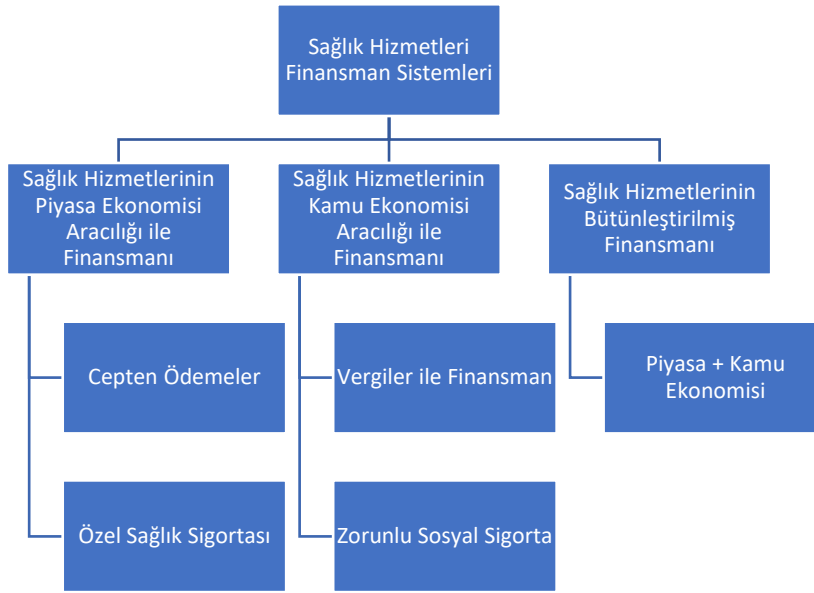 Sağlık Hizmetleri
Finansman Sistemleri
Sağlık Hizmetlerinin
Piyasa Ekonomisi
Aracılığı ile
Finansmanı
Sağlık Hizmetlerinin
Kamu Ekonomisi
Aracılığı ile
Finansmanı
Sağlık Hizmetlerinin
Bütünleştirilmiş
Finansmanı
Cepten Ödemeler
Vergiler ile Finansman
Piyasa + Kamu
Ekonomisi
Özel Sağlık Sigortası
Zorunlu Sosyal Sigorta